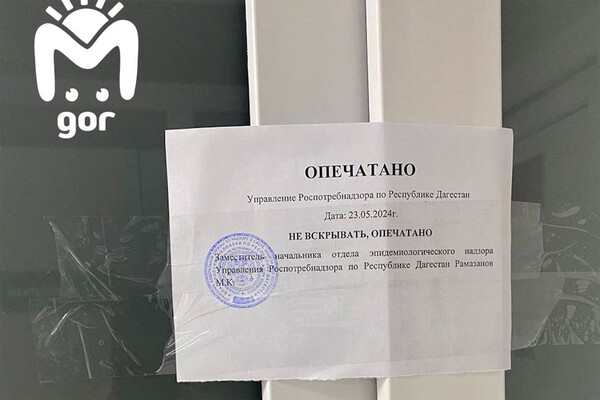 M
gor
ОПЕЧАТАНО
Управление Роспотребнадзора по Республике Дагестан
Дата: 23.05.2024г.
НЕ ВСКРЫВАТЬ, ОПЕЧАТАНО
Заместитель начальника отдела эпидемиологического надзора
Управления Роспотребнадзора по Республике Дагестан Рамазанов
М.К.